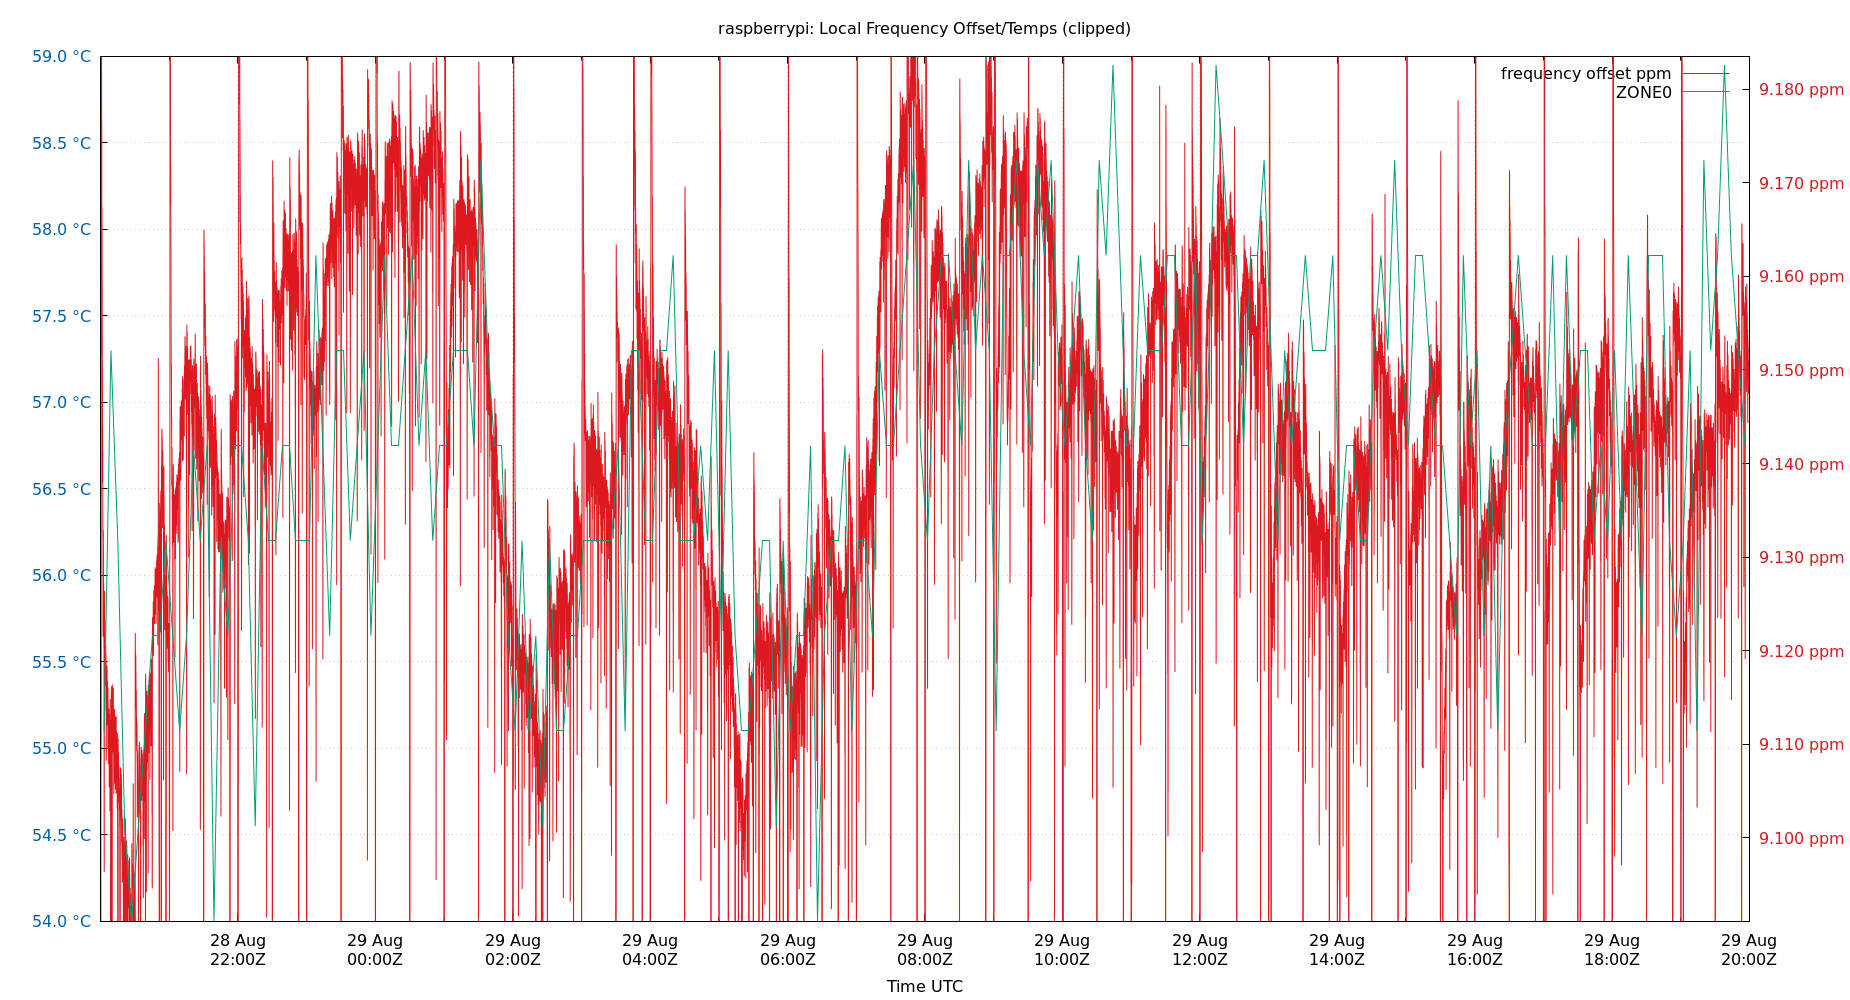 raspberrypi: Local Frequency Offset/Temps (clipped)
59.0 °C
58.5 °C
58.0 °C
57.5 °C
57.0 °C
56.5 °C
56.0 °C
55.5 °C
55.0 °C
54.5 °C
54.0 °C
frequency offset ppm
ZONE0
9.180 ppm
9.170 ppm
9.160 ppm
9.150 ppm
9.140 ppm
9.130 ppm
9.120 ppm
9.110 ppm
9.100 ppm
28 Aug 29 Aug 29 Aug 29 Aug 29 Aug 29 Aug 29 Aug 29 Aug 29 Aug 29 Aug 29 Aug 29 Aug
22:00Z 00:00Z 02:00Z 04:00Z 06:00Z 08:00Z 10:00Z 12:00Z 14:00Z 16:00Z 18:00Z 20:00Z
Time UTC